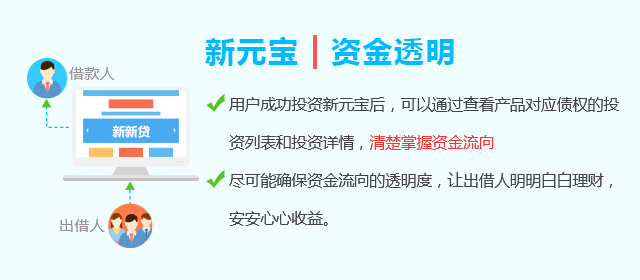 新元宝 | 资金透明
借款人
新新贷
出借人
用户成功投资新元宝后，可以通过查看产品对应债权的投
资列表和投资详情，清楚掌握资金流向
尽可能确保资金流向的透明度，让出借人明明白白理财，
安安心心收益。